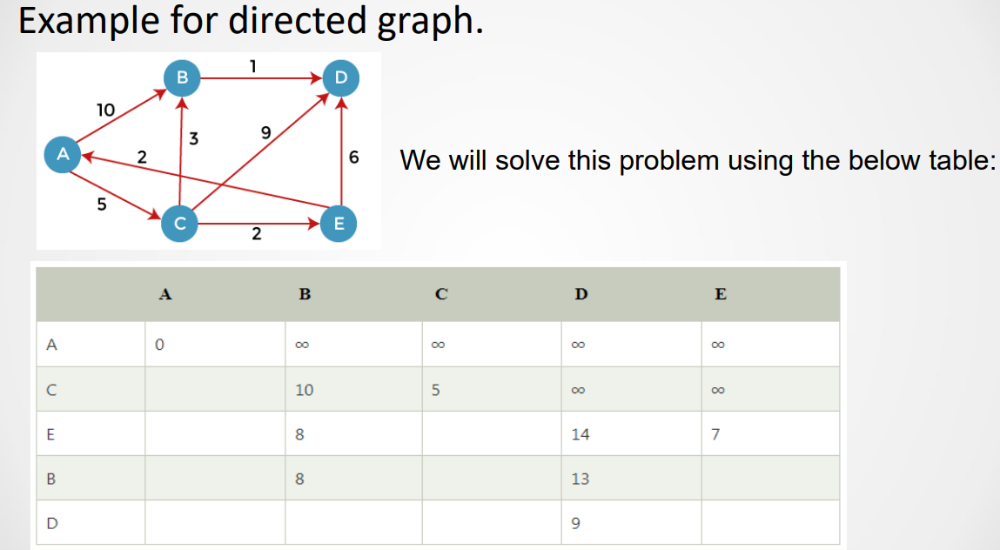 Example for directed graph.
1
B
D
10
3
9
A
2
6
We will solve this problem using the below table:
5
C
E
2
A B C D E
A 0 ∞ ∞ ∞ ∞
C 10 5 ∞ ∞
E 8 14 7
B 8 13
D 9